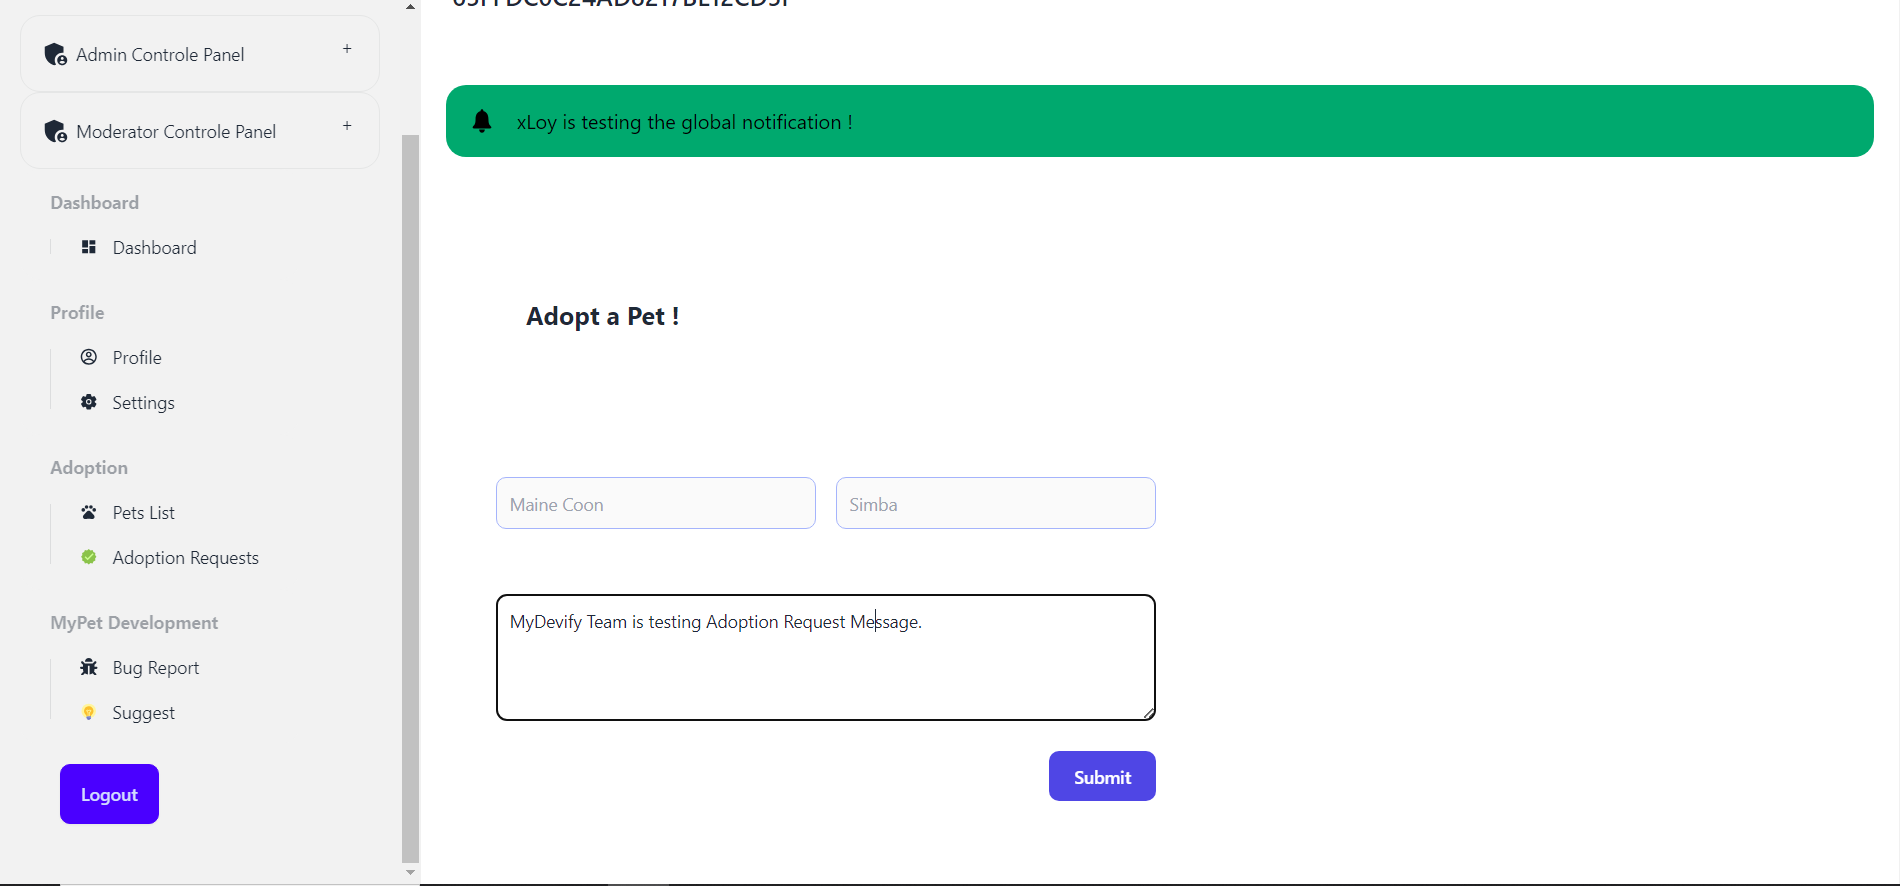 Admin Controle Panel +
Moderator Controle Panel +
Dashboard
Dashboard
Profile
Profile
Settings
Adoption
Pets List
Adoption Requests
MyPet Development
Bug Report
Suggest
Logout
xLoy is testing the global notification !
Adopt a Pet !
Maine Coon
Simba
MyDevify Team is testing Adoption Request Message.
Submit